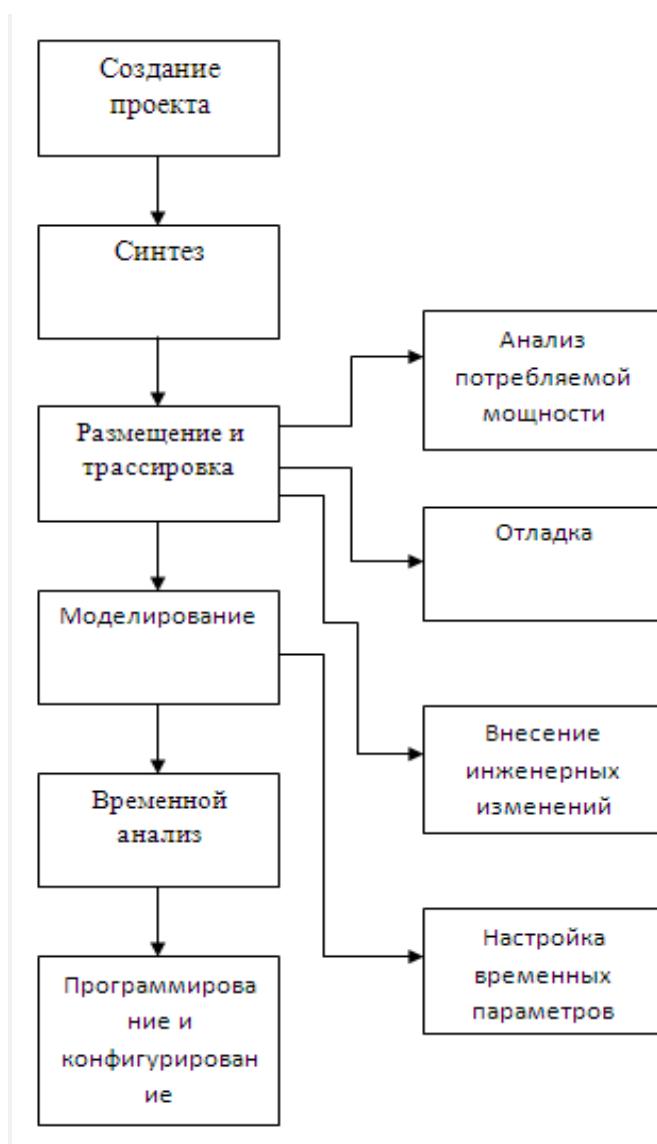 Создание
проекта
Синтез
Размещение и
трассировка
Моделирование
Временной
анализ
Программирова
ние и
конфигурирован
ие
Анализ
потребляемой
мощности
Отладка
Внесение
инженерных
изменений
Настройка
временных
параметров